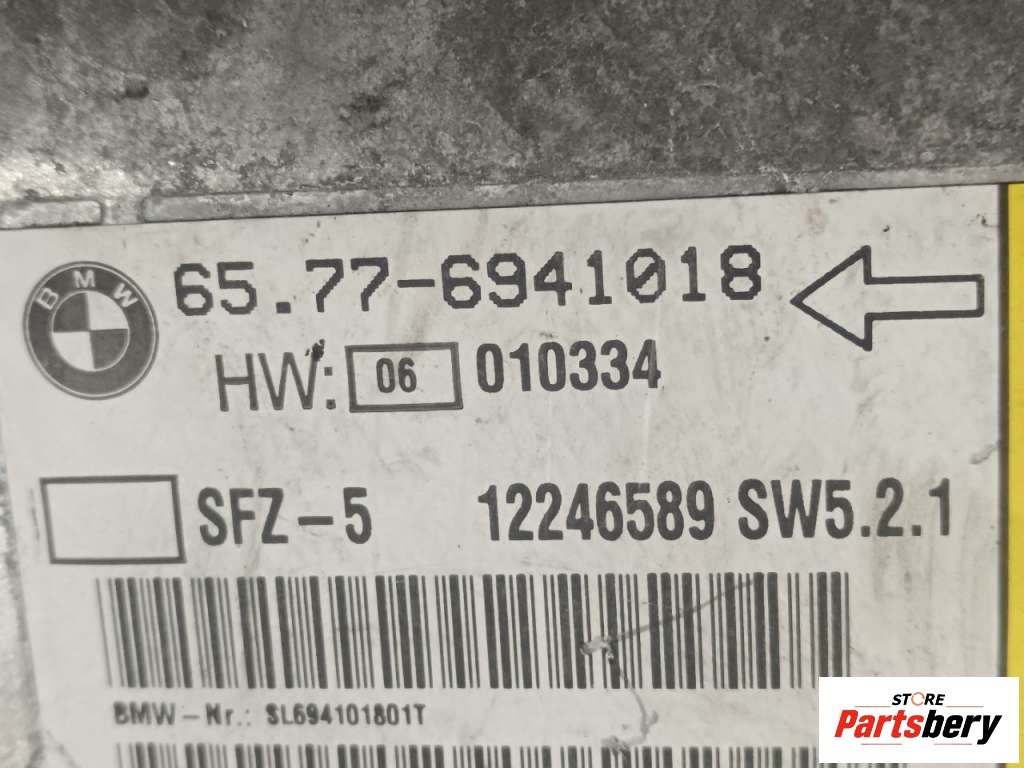 BMW
65.77-6941018
HW: 06 010334
SFZ-5 12246589 SW5.2.1
BMW-Nr.: SL694101801T
STORE
Partsbery